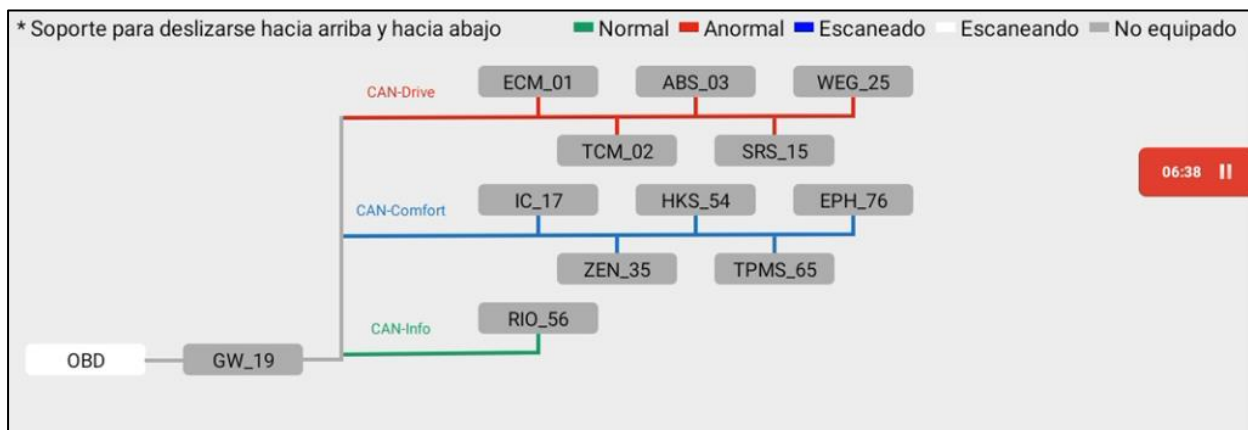 * Soporte para deslizarse hacia arriba y hacia abajo
Normal Anormal Escaneado Escaneando No equipado
CAN-Drive
ECM_01 ABS_03 WEG_25
TCM_02 SRS_15
06:38
CAN-Comfort
IC_17 HKS_54 EPH_76
ZEN_35 TPMS_65
CAN-Info
RIO_56
OBD GW_19